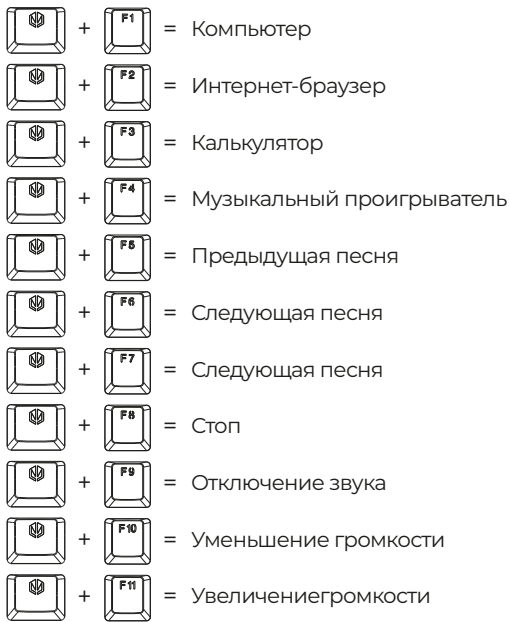 + F1 = Компьютер
+ F2 = Интернет-браузер
+ F3 = Калькулятор
+ F4 = Музыкальный проигрыватель
+ F5 = Предыдущая песня
+ F6 = Следующая песня
+ F7 = Следующая песня
+ F8 = Стоп
+ F9 = Отключение звука
+ F10 = Уменьшение громкости
+ F11 = Увеличениегромкости